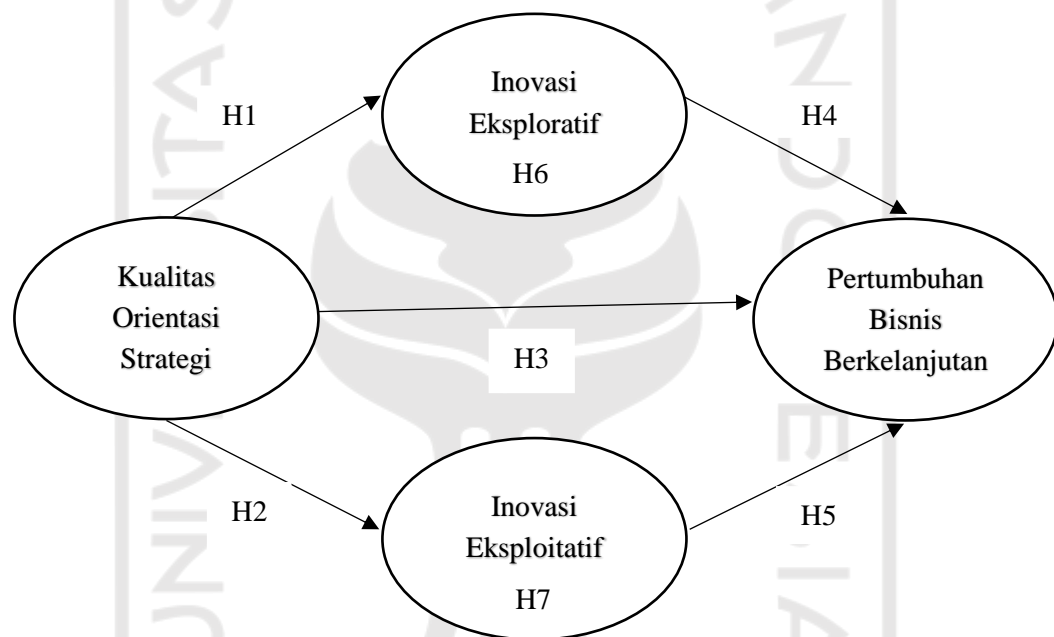 Inovasi
Eksploratif
H6
H1
H4
Kualitas
Orientasi
Strategi
Pertumbuhan
Bisnis
Berkelanjutan
H3
H2
H5
Inovasi
Eksploitatif
H7